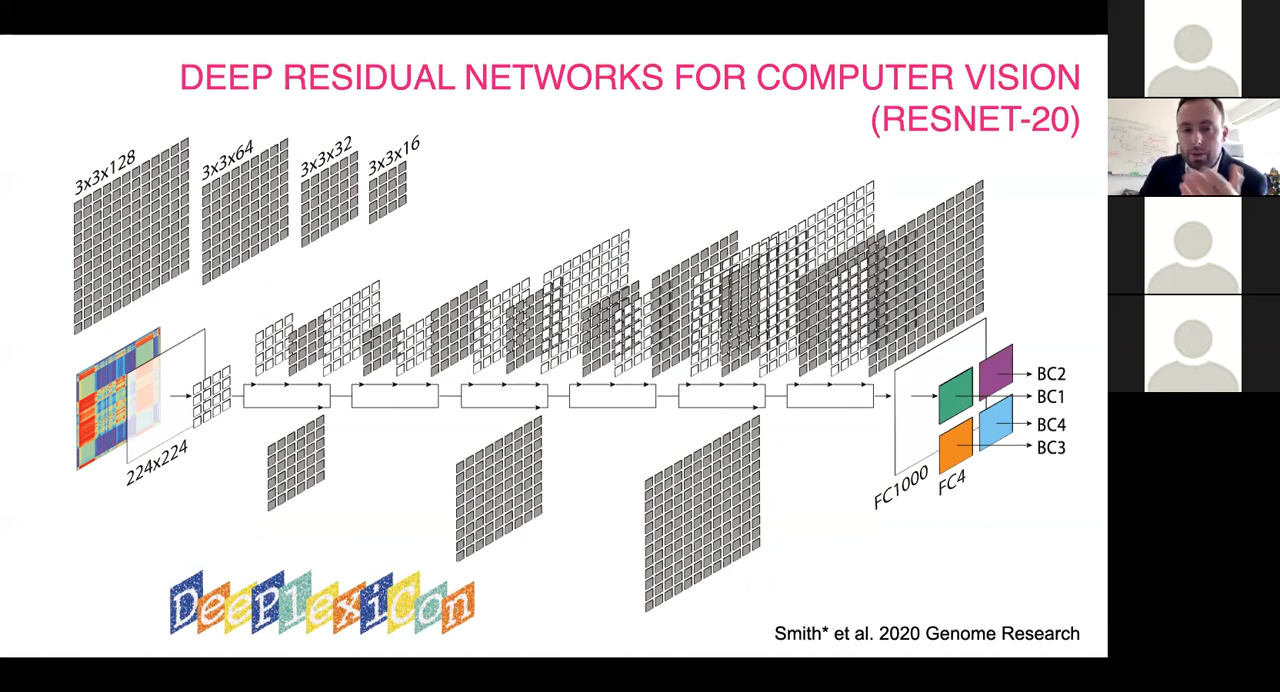 DEEP RESIDUAL NETWORKS FOR COMPUTER VISION
(RESNET-20)
3x3x128
3x3x64
3x3x32
3x3x16
224x224
BC2
BC1
BC4
BC3
FC1000
FC4
DeePlexiCon
Smith* et al. 2020 Genome Research